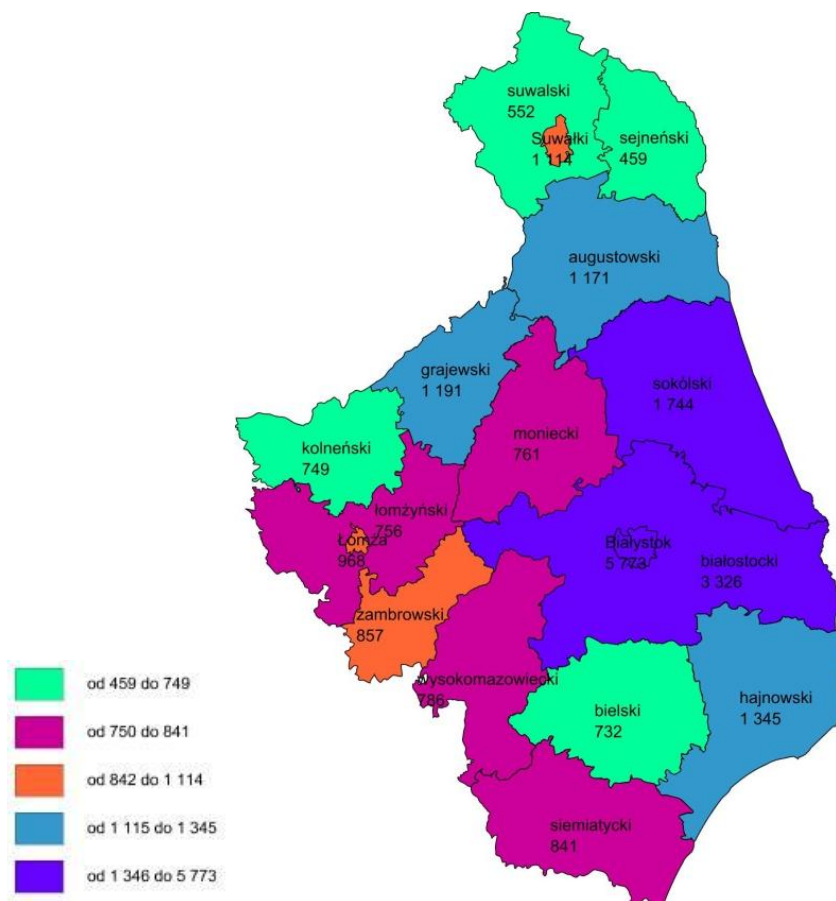 suwalski
552
Suwałki
1 114
sejneński
459
augustowski
1 171
grajewski
1 191
sokólski
1 744
moniecki
761
kolneński
749
łomżyński
756
Łomża
968
Białystok
5 773
białostocki
3 326
zambrowski
857
wysokomazowiecki
786
bielski
732
hajnowski
1 345
siemiatycki
841
od 459 do 749
od 750 do 841
od 842 do 1 114
od 1 115 do 1 345
od 1 346 do 5 773